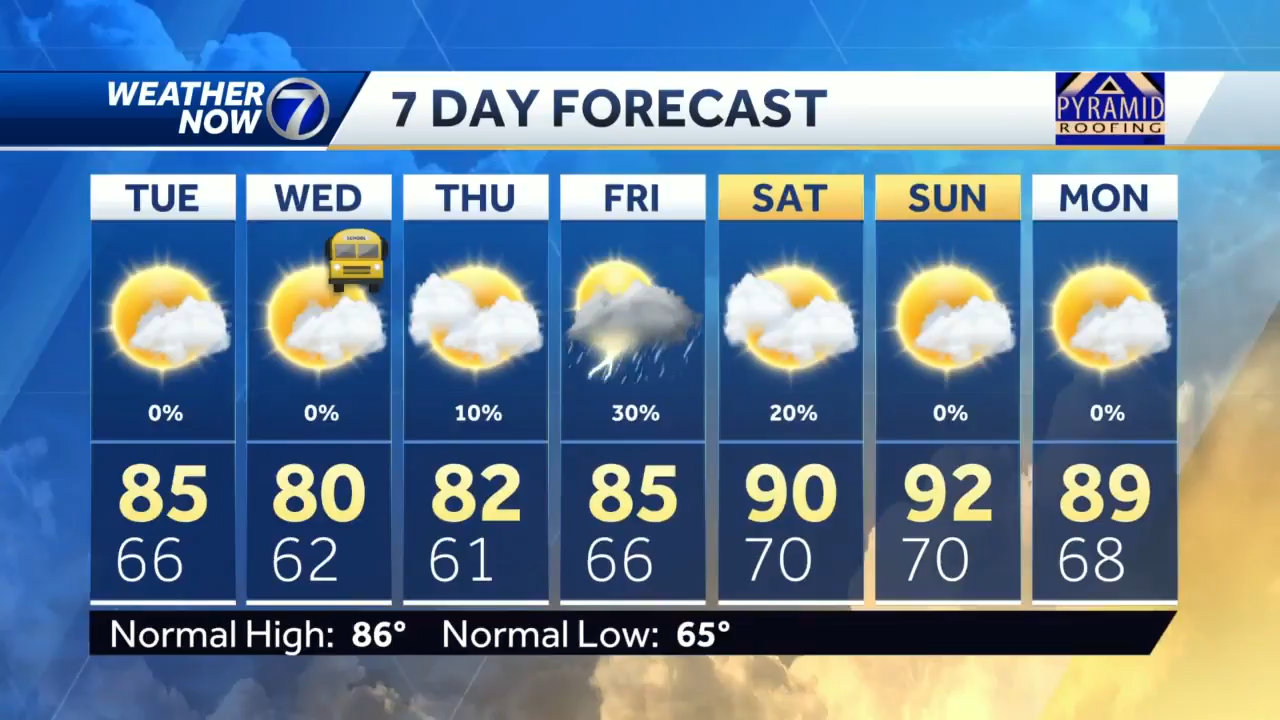 WEATHER
NOW 7
7 DAY FORECAST
PYRAMID
ROOFING
TUE WED THU FRI SAT SUN MON
SCHOOL
0% 0% 10% 30% 20% 0% 0%
85 80 82 85 90 92 89
66 62 61 66 70 70 68
Normal High: 86° Normal Low: 65°